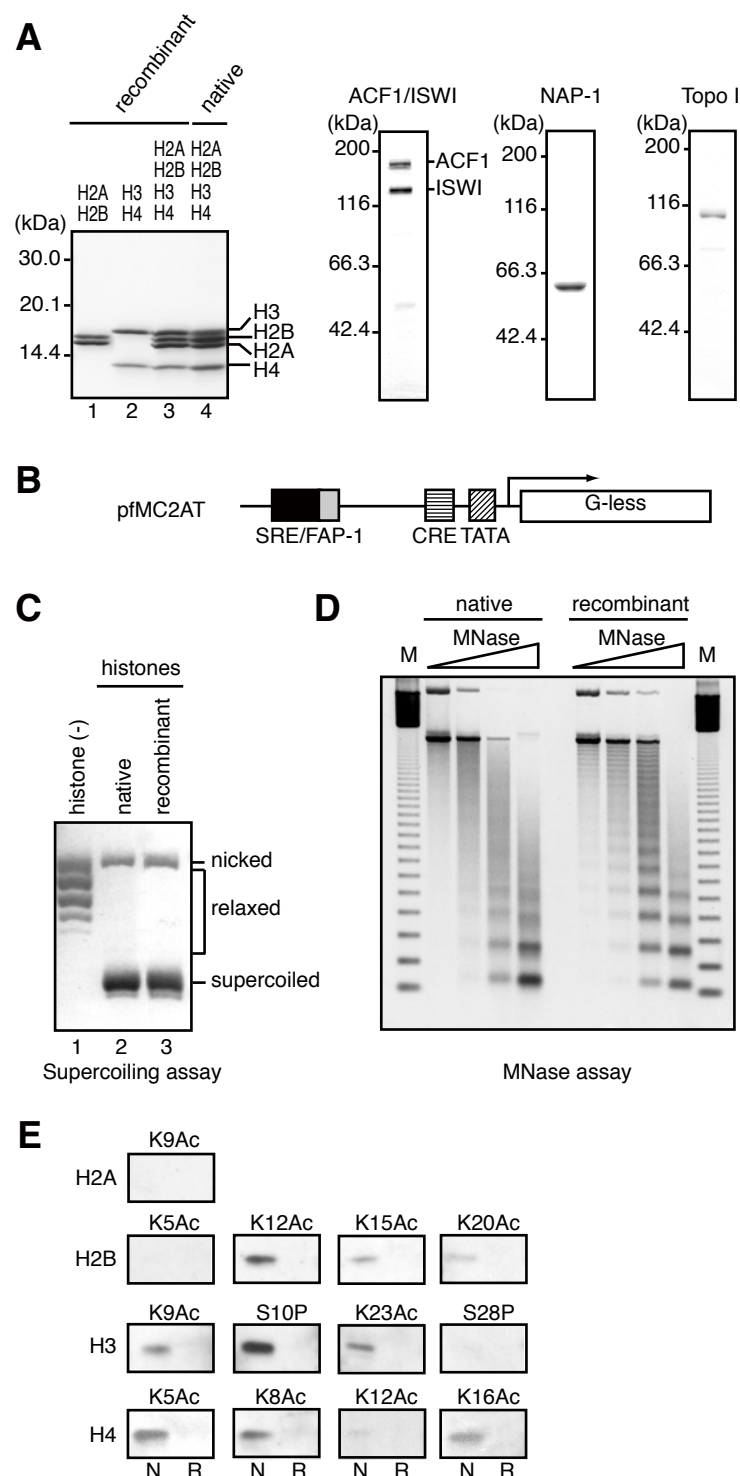 A
recombinant
native
H2A
H2B
H3
H4
H2A
H2B
H3
H4
H2A
H2B
H3
H4
(kDa)
30.0
20.1
14.4
H3
H2B
H2A
H4
1 2 3 4
ACF1/ISWI
(kDa)
200
116
66.3
42.4
ACF1
ISWI
NAP-1
(kDa)
200
116
66.3
42.4
Topo I
(kDa)
200
116
66.3
42.4
B
pfMC2AT
SRE/FAP-1
CRE TATA
G-less
C
histones
histone (-)
native
recombinant
nicked
relaxed
supercoiled
1 2 3
Supercoiling assay
D
native recombinant
M MNase MNase M
MNase assay
E
K9Ac
H2A
K5Ac K12Ac K15Ac K20Ac
H2B
K9Ac S10P K23Ac S28P
H3
K5Ac K8Ac K12Ac K16Ac
H4
N R N R N R N R